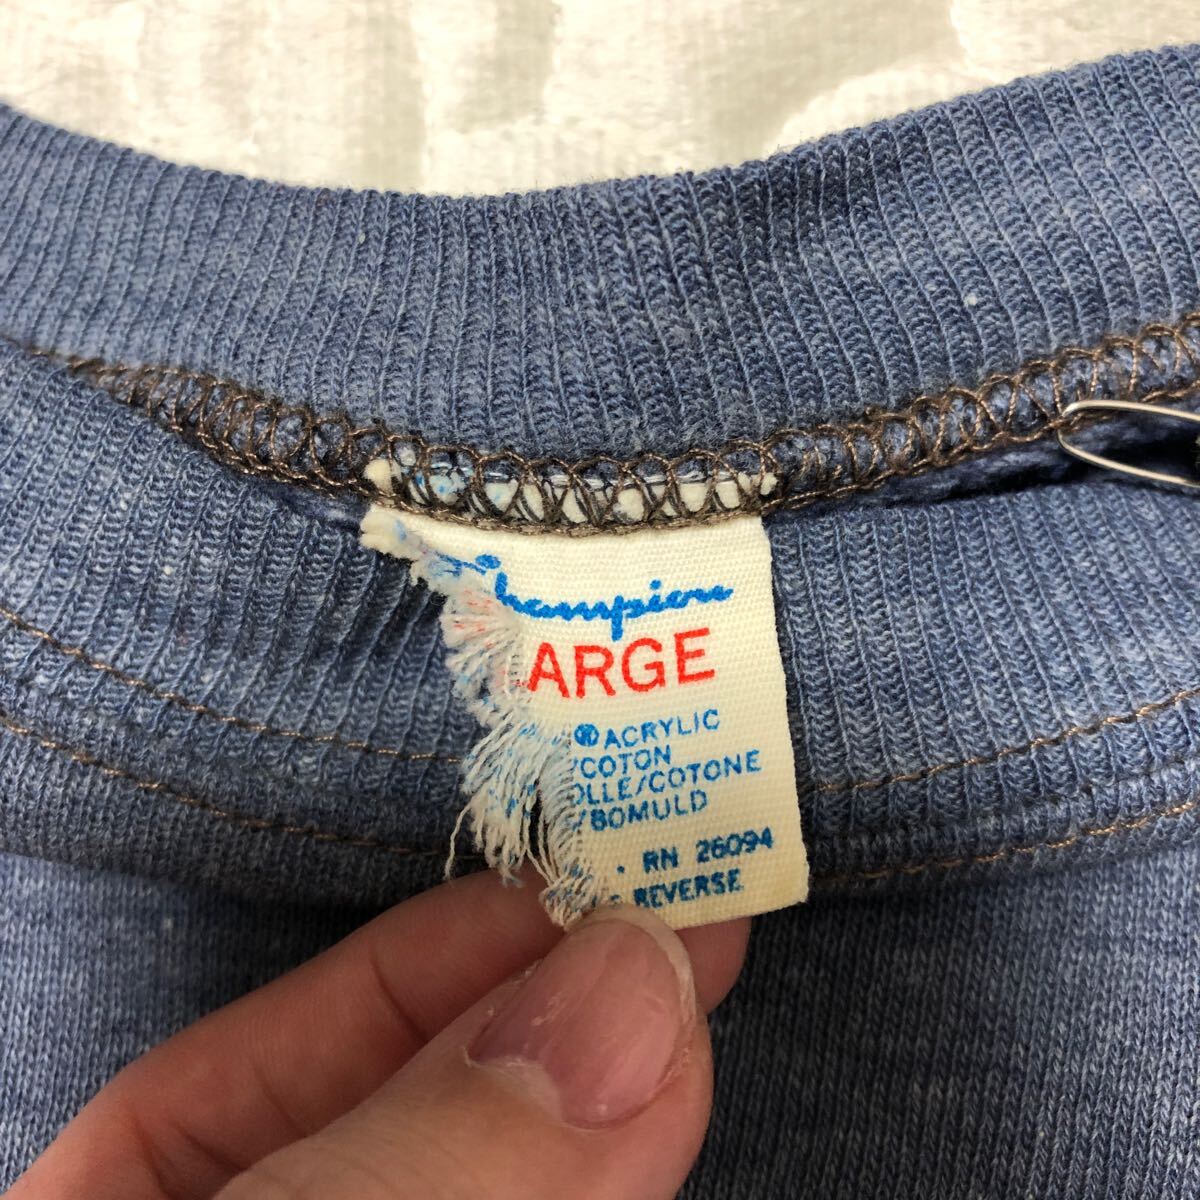 Champion
ARGE
® ACRYLIC
/COTON
OLLE/COTONE
/BOMULD
. RN 26094
REVERSE